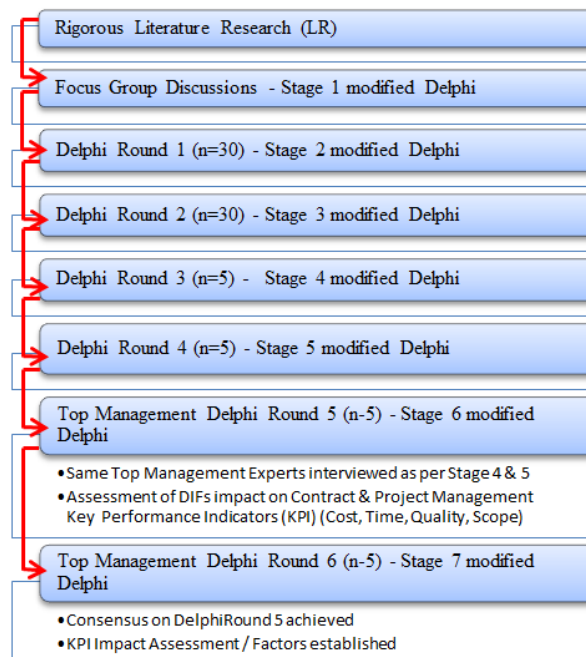 Rigorous Literature Research (LR)
Focus Group Discussions - Stage 1 modified Delphi
Delphi Round 1 (n=30) - Stage 2 modified Delphi
Delphi Round 2 (n=30) - Stage 3 modified Delphi
Delphi Round 3 (n=5) - Stage 4 modified Delphi
Delphi Round 4 (n=5) - Stage 5 modified Delphi
Top Management Delphi Round 5 (n-5) - Stage 6 modified
Delphi
•Same Top Management Experts interviewed as per Stage 4 & 5
•Assessment of DIFs impact on Contract & Project Management
Key Performance Indicators (KPI) (Cost, Time, Quality, Scope)
Top Management Delphi Round 6 (n-5) - Stage 7 modified
Delphi
•Consensus on DelphiRound 5 achieved
•KPI Impact Assessment / Factors established